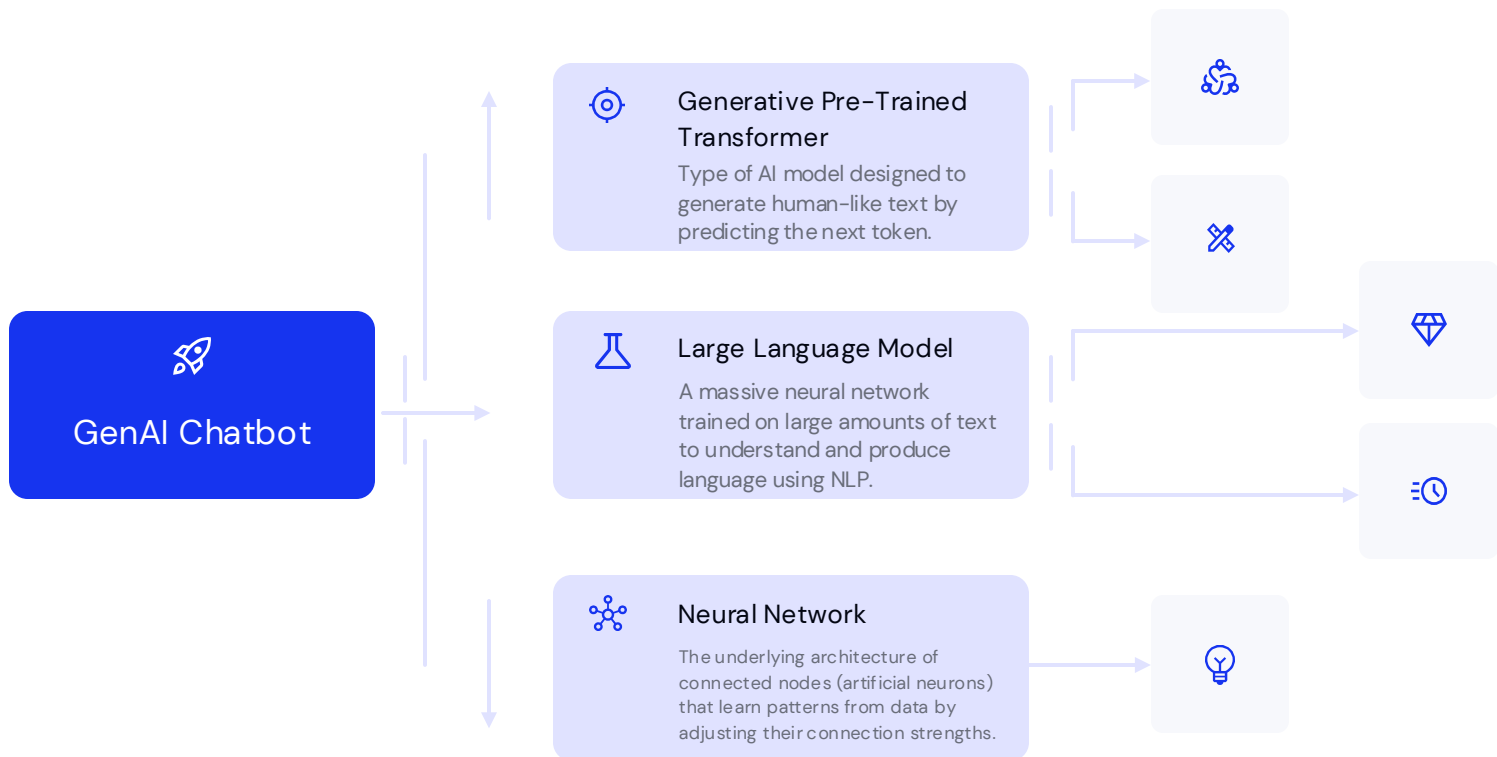 GenAI Chatbot
Generative Pre-Trained
Transformer
Type of AI model designed to
generate human-like text by
predicting the next token.
Large Language Model
A massive neural network
trained on large amounts of text
to understand and produce
language using NLP.
Neural Network
The underlying architecture of
connected nodes (artificial neurons)
that learn patterns from data by
adjusting their connection strengths.